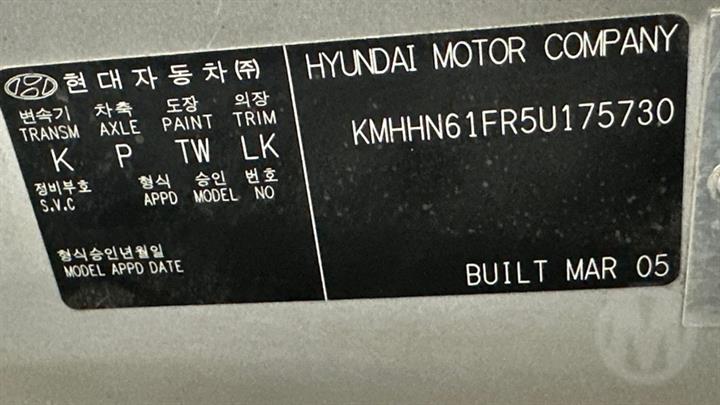 현대자동차㈜
변속기 차축 도장 의장
TRANSM AXLE PAINT TRIM
K P TW LK
정비부호 형식 승인 번호
S.V.C APPD MODEL NO
형식승인년월일
MODEL APPD DATE
HYUNDAI MOTOR COMPANY
KMHHN61FR5U175730
BUILT MAR 05